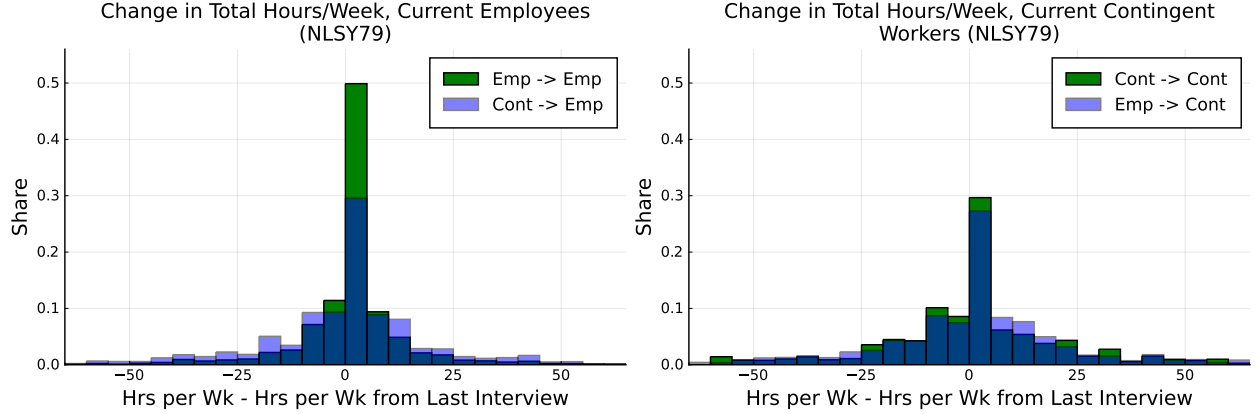 Change in Total Hours/Week, Current Employees
(NLSY79)
0.5
0.4
0.3
0.2
0.1
0.0
Share
Emp -> Emp
Cont -> Emp
−50
−25
0
25
50
Hrs per Wk - Hrs per Wk from Last Interview
Change in Total Hours/Week, Current Contingent
Workers (NLSY79)
0.5
0.4
0.3
0.2
0.1
0.0
Share
Cont -> Cont
Emp -> Cont
−50
−25
0
25
50
Hrs per Wk - Hrs per Wk from Last Interview